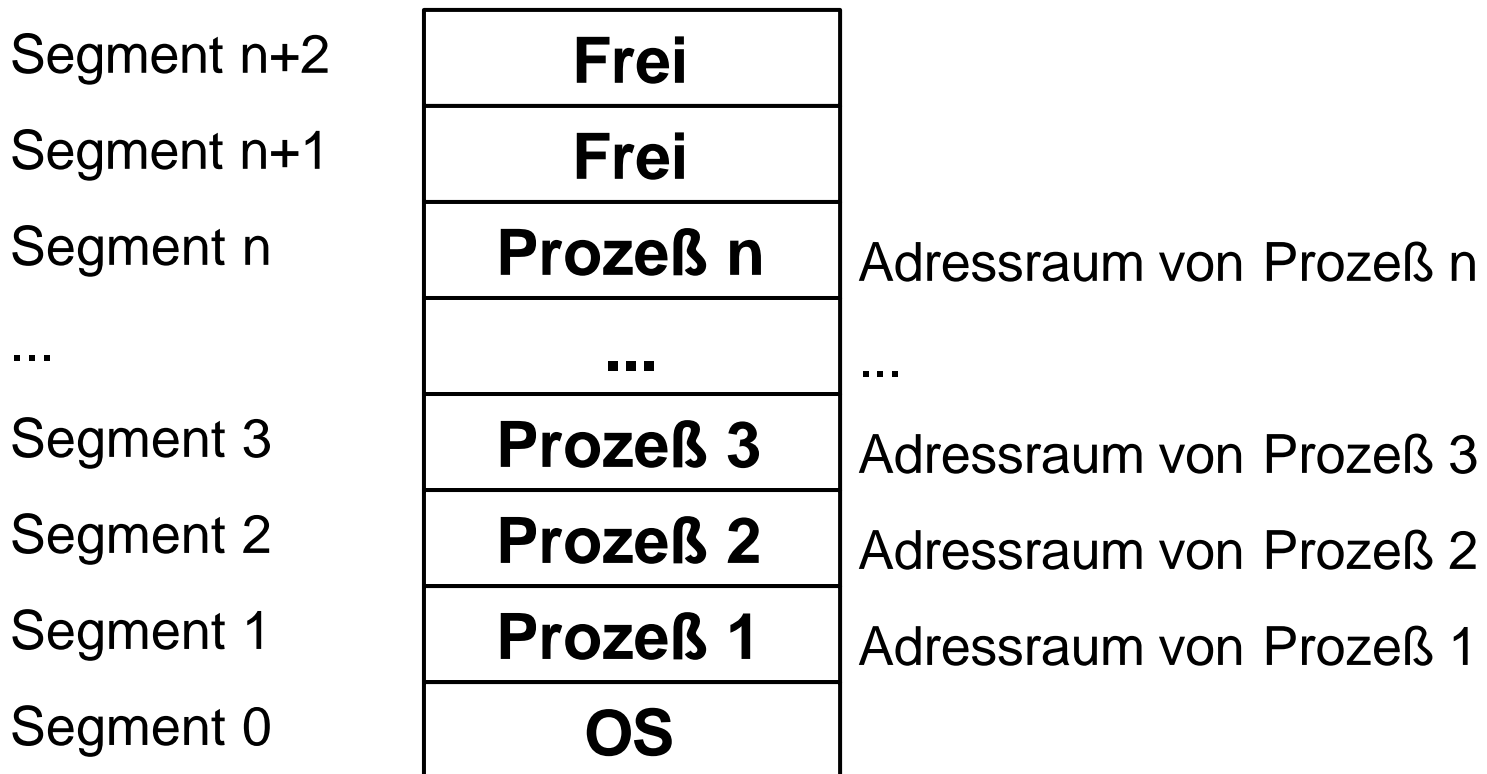 Segment n+2 Frei
Segment n+1 Frei
Segment n Prozeß n Adressraum von Prozeß n
... ... ...
Segment 3 Prozeß 3 Adressraum von Prozeß 3
Segment 2 Prozeß 2 Adressraum von Prozeß 2
Segment 1 Prozeß 1 Adressraum von Prozeß 1
Segment 0 OS